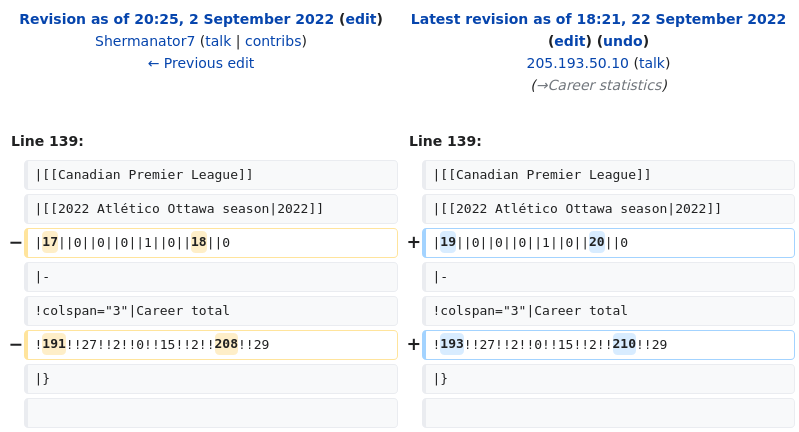 Revision as of 20:25, 2 September 2022 (edit)
Shermanator7 (talk | contribs)
← Previous edit
Latest revision as of 18:21, 22 September 2022
(edit) (undo)
205.193.50.10 (talk)
(→Career statistics)
Line 139:
|[[Canadian Premier League]]
|[[2022 Atlético Ottawa season|2022]]
− |17||0||0||0||1||0||18||0
|-
!colspan="3"|Career total
− !191!!27!!2!!0!!15!!2!!208!!29
|}
Line 139:
|[[Canadian Premier League]]
|[[2022 Atlético Ottawa season|2022]]
+ |19||0||0||0||1||0||20||0
|-
!colspan="3"|Career total
+ !193!!27!!2!!0!!15!!2!!210!!29
|}